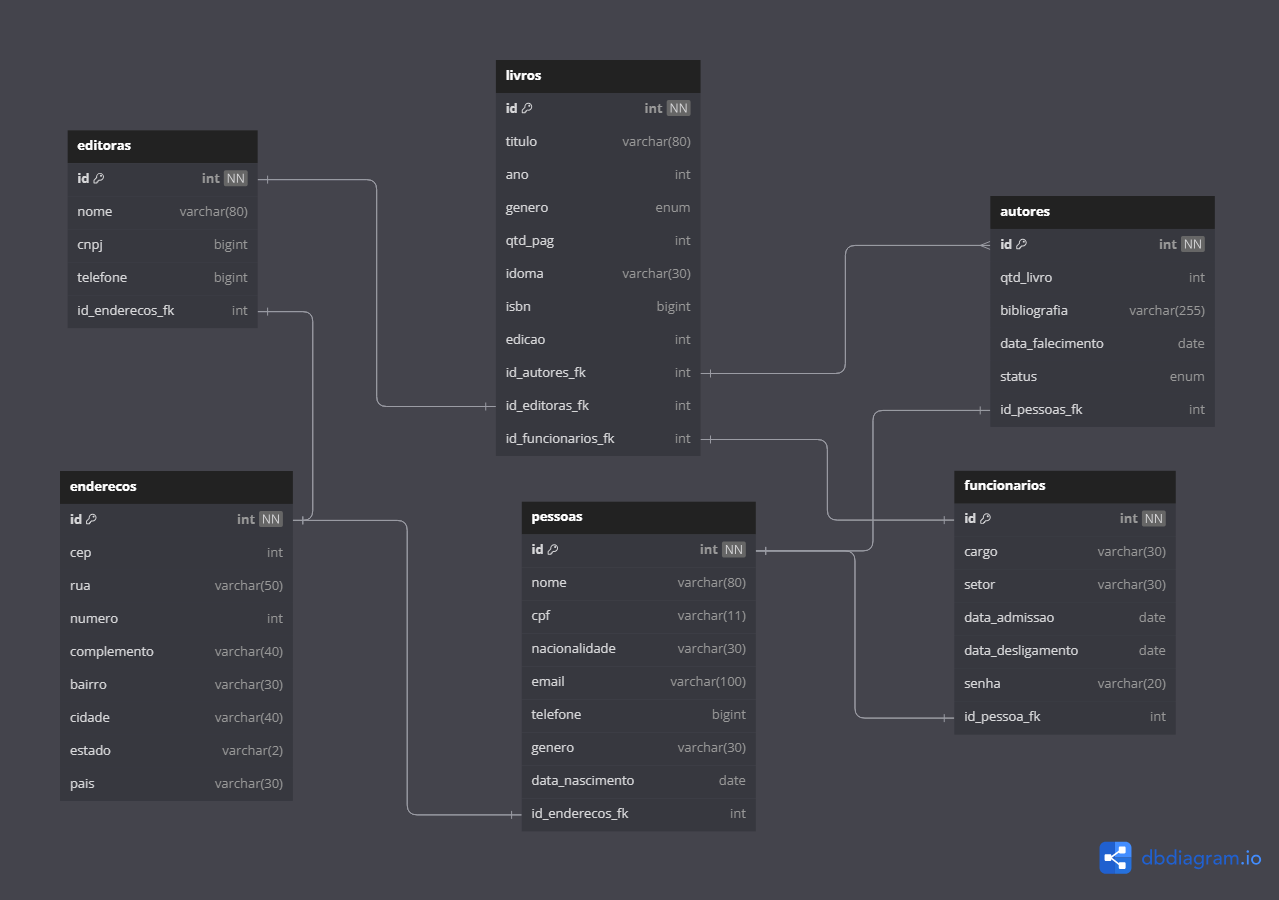 editoras
id int NN
nome varchar(80)
cnpj bigint
telefone bigint
id_enderecos_fk int
livros
id int NN
titulo varchar(80)
ano int
genero enum
qtd_pag int
idoma varchar(30)
isbn bigint
edicao int
id_autores_fk int
id_editoras_fk int
id_funcionarios_fk int
autores
id int NN
qtd_livro int
bibliografia varchar(255)
data_falecimento date
status enum
id_pessoas_fk int
enderecos
id int NN
cep int
rua varchar(50)
numero int
complemento varchar(40)
bairro varchar(30)
cidade varchar(40)
estado varchar(2)
pais varchar(30)
pessoas
id int NN
nome varchar(80)
cpf varchar(11)
nacionalidade varchar(30)
email varchar(100)
telefone bigint
genero varchar(30)
data_nascimento date
id_enderecos_fk int
funcionarios
id int NN
cargo varchar(30)
setor varchar(30)
data_admissao date
data_desligamento date
senha varchar(20)
id_pessoa_fk int
dbdiagram.io